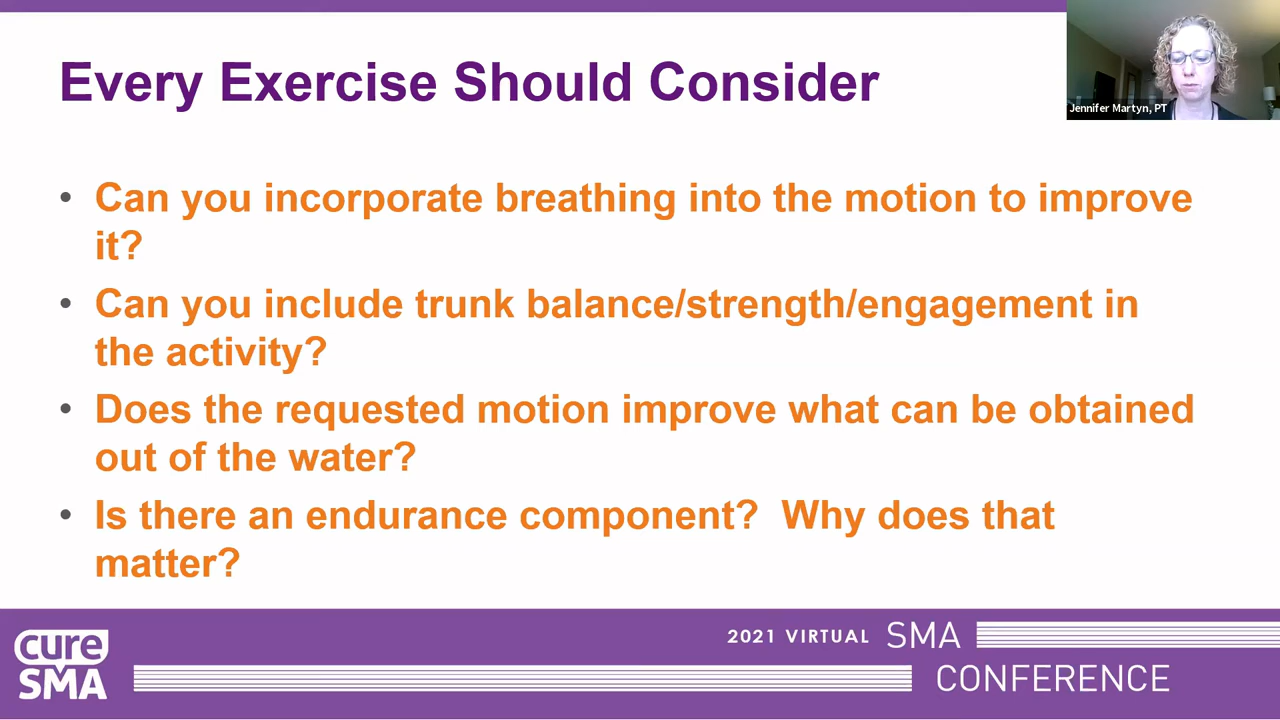 Every Exercise Should Consider
Jennifer Martyn, PT
• Can you incorporate breathing into the motion to improve
it?
• Can you include trunk balance/strength/engagement in
the activity?
• Does the requested motion improve what can be obtained
out of the water?
• Is there an endurance component?  Why does that
matter?
cure
SMA
2021 VIRTUAL SMA
CONFERENCE